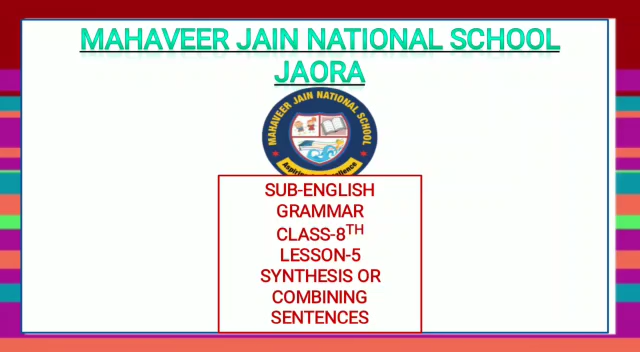 MAHAVEER JAIN NATIONAL SCHOOL
JAORA
MAHAVEER JAIN NATIONAL SCHOOL
SUB-ENGLISH
GRAMMAR
CLASS-8TH
LESSON-5
SYNTHESIS OR
COMBINING
SENTENCES